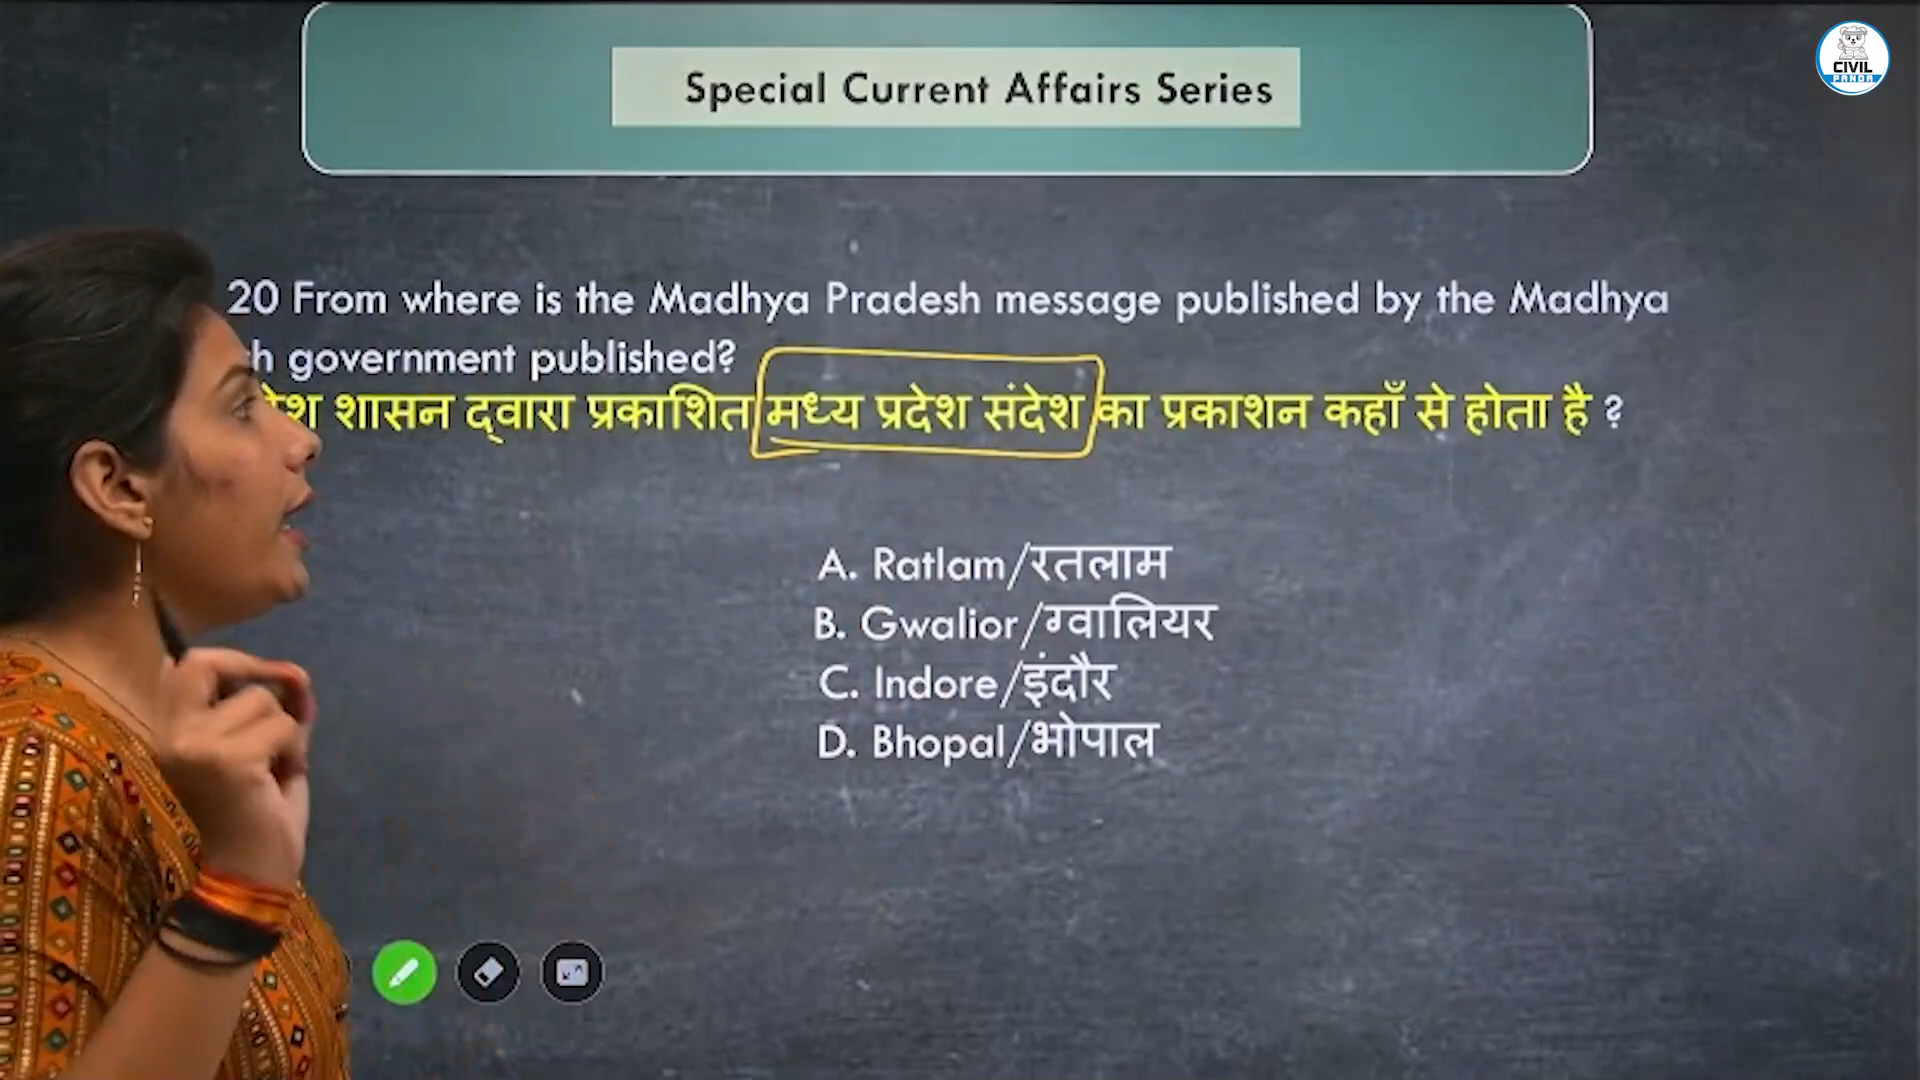 Special Current Affairs Series
CIVIL
PANDA
20 From where is the Madhya Pradesh message published by the Madhya
government published?
शासन द्वारा प्रकाशित मध्य प्रदेश संदेश का प्रकाशन कहाँ से होता है ?
A. Ratlam/रतलाम
B. Gwalior/ग्वालियर
C. Indore/इंदौर
D. Bhopal/भोपाल